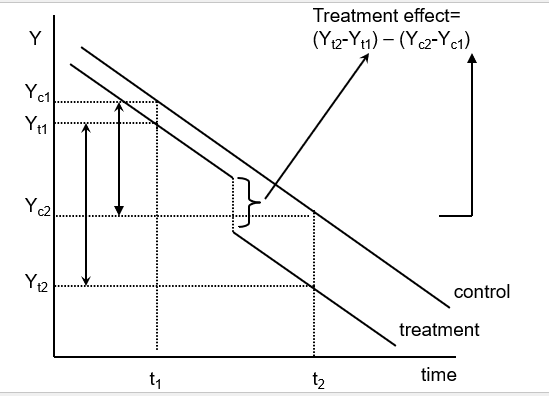 Treatment effect=
(Yt2-Yt1) – (Yc2-Yc1)
Y
Yc1
Yt1
Yc2
Yt2
control
treatment
t1
t2
time